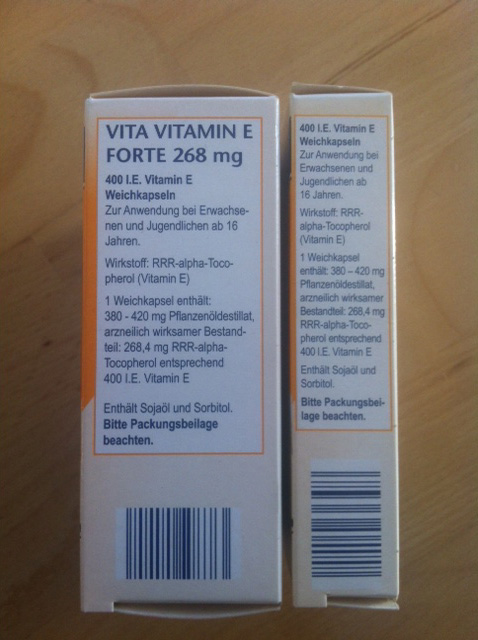 VITA VITAMIN E
FORTE 268 mg
400 I.E. Vitamin E
Weichkapseln
Zur Anwendung bei Erwachse-
nen und Jugendlichen ab 16
Jahren.
Wirkstoff: RRR-alpha-Toco-
pherol (Vitamin E)
1 Weichkapsel enthält:
380 - 420 mg Pflanzenöldestillat,
arzneilich wirksamer Bestand-
teil: 268,4 mg RRR-alpha-
Tocopherol entsprechend
400 I.E. Vitamin E
Enthält Sojaöl und Sorbitol.
Bitte Packungsbeilage
beachten.
400 I.E. Vitamin E
Weichkapseln
Zur Anwendung bei
Erwachsenen und
Jugendlichen ab
16 Jahren.
Wirkstoff: RRR-
alpha-Tocopherol
(Vitamin E)
1 Weichkapsel
enthält: 380 – 420 mg
Pflanzenöldestillat,
arzneilich wirksamer
Bestandteil: 268,4 mg
RRR-alpha-Toco-
pherol entsprechend
400 I.E. Vitamin E
Enthält Sojaöl und
Sorbitol.
Bitte Packungsbei-
lage beachten.